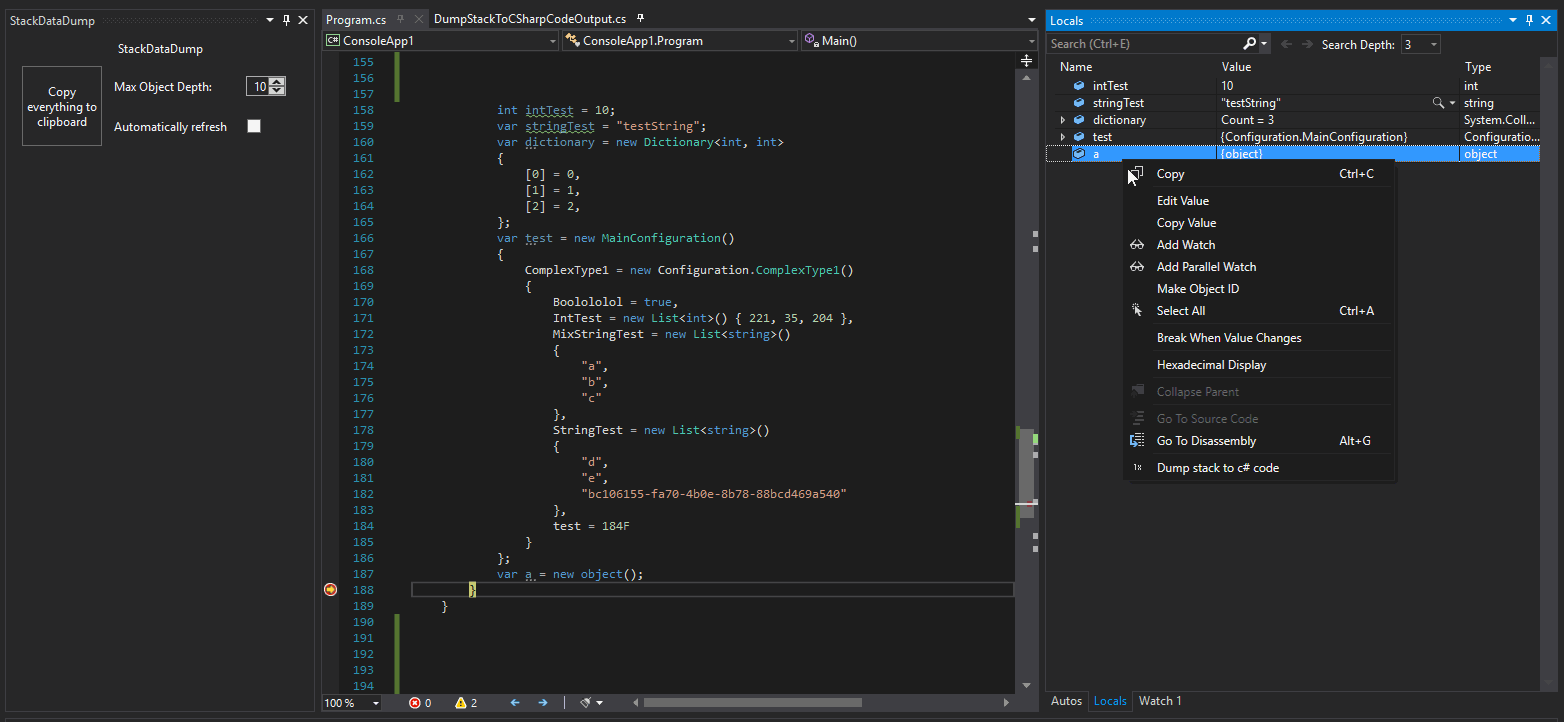 StackDataDump
StackDataDump
Copy
everything to
clipboard
Max Object Depth:
10
Automatically refresh
Program.cs
DumpStackToCSharpCodeOutput.cs
C# ConsoleApp1
ConsoleApp1.Program
Main()
155
156
157
158 int intTest = 10;
159 var stringTest = "testString";
160 var dictionary = new Dictionary<int, int>
161 {
162 [0] = 0,
163 [1] = 1,
164 [2] = 2,
165 };
166 var test = new MainConfiguration()
167 {
168 ComplexType1 = new Configuration.ComplexType1()
169 {
170 Boolololol = true,
171 IntTest = new List<int>() { 221, 35, 204 },
172 MixStringTest = new List<string>()
173 {
174 "a",
175 "b",
176 "c"
177 },
178 StringTest = new List<string>()
179 {
180 "d",
181 "e",
182 "bc106155-fa70-4b0e-8b78-88bcd469a540"
183 },
184 test = 184F
185 }
186 };
187 var a = new object();
188 }
189 }
190
191
192
193
194
100 %
0
2
Locals
Search (Ctrl+E)
Search Depth: 3
Name Value Type
intTest 10 int
stringTest "testString" string
dictionary Count = 3 System.Coll...
test {Configuration.MainConfiguration} Configuratio...
a {object} object
Copy Ctrl+C
Edit Value
Copy Value
Add Watch
Add Parallel Watch
Make Object ID
Select All Ctrl+A
Break When Value Changes
Hexadecimal Display
Collapse Parent
Go To Source Code
Go To Disassembly Alt+G
1x Dump stack to c# code
Autos Locals Watch 1